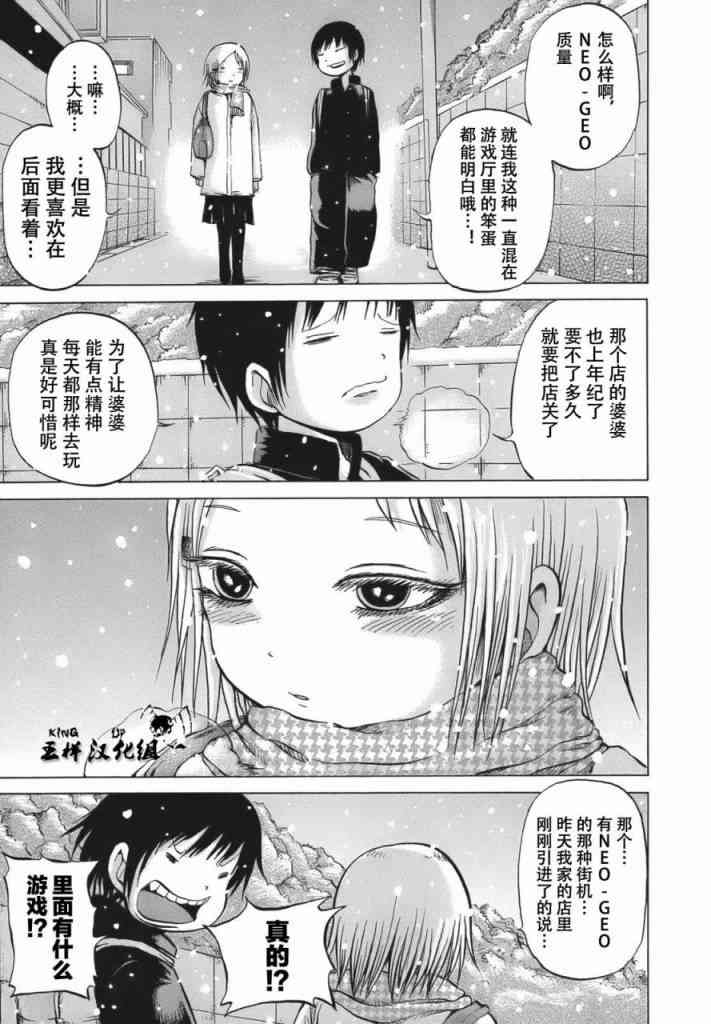 怎么样啊,
NEO-GEO
质量
就连我这种一直混在
游戏厅里的笨蛋
都能明白哦…!
…嘛…
…大概…
…但是
我更喜欢在
后面看着…
那个店的婆婆
也上年纪了
要不了多久
就要把店关了
为了让婆婆
能有点精神
每天都那样去玩
真是好可惜呢
KING UP
王样汉化组
那个…
有NEO-GEO
的那种街机…
昨天我家的店里
刚刚引进了的说…
真的!?
里面有什么
游戏!?